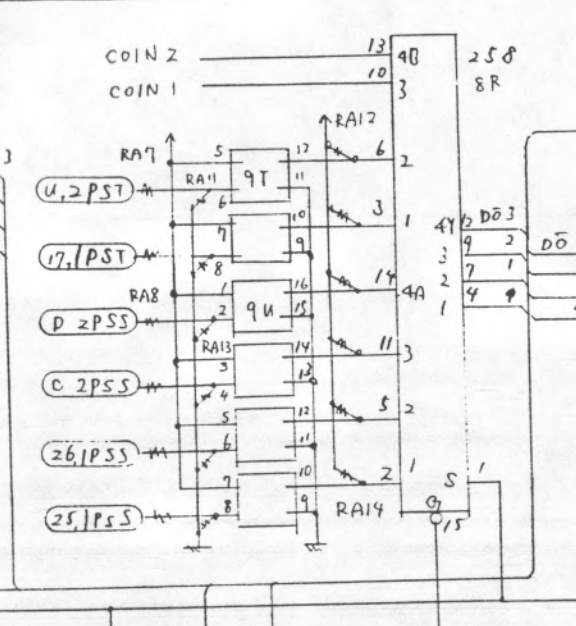 COIN 2 13 4B 258
COIN 1 10 3 8R
3 RA12
RA7 5 12 6 2
RA11 9T 11
U,2PST 6
7 10 3 1 4Y 12 D0 3
17,1PST 8 9 3 9 2 D0
RA8 1 16 14 4A 2 7 1
D 2PSS 2 9U 15 1 4
RA13 14 11 3
3 13
C 2PSS 4
5 12 5 2
26,1PSS 6 11
7 10 2 1 S 1
25,1PSS 8 9 RA14 G 15